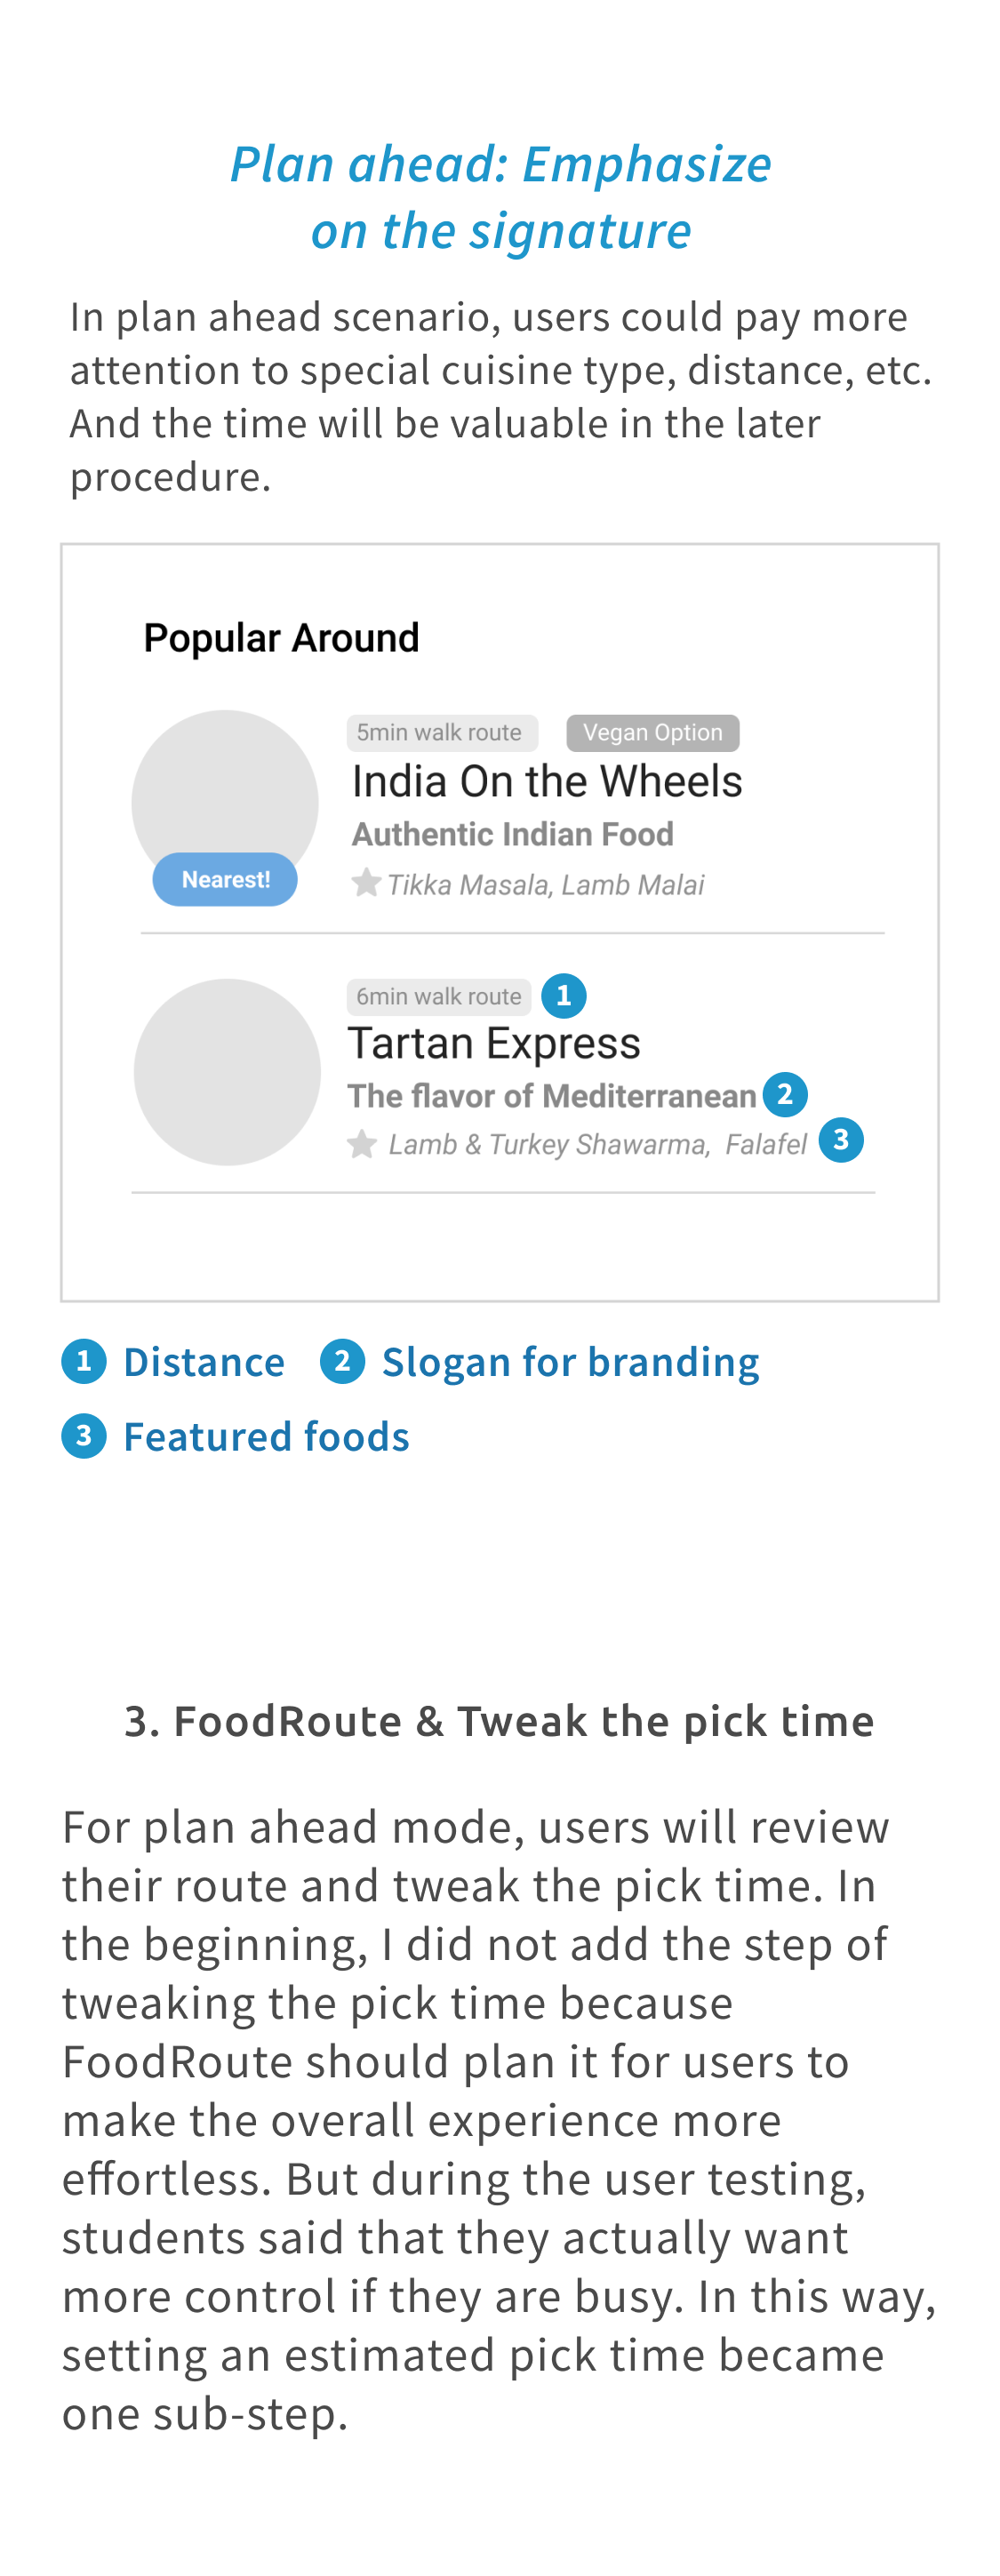 Plan ahead: Emphasize
on the signature
In plan ahead scenario, users could pay more
attention to special cuisine type, distance, etc.
And the time will be valuable in the later
procedure.
Popular Around
5min walk route Vegan Option
India On the Wheels
Authentic Indian Food
Nearest!
Tikka Masala, Lamb Malai
6min walk route 1
Tartan Express
The flavor of Mediterranean 2
Lamb & Turkey Shawarma, Falafel 3
1 Distance 2 Slogan for branding
3 Featured foods
3. FoodRoute & Tweak the pick time
For plan ahead mode, users will review
their route and tweak the pick time. In
the beginning, I did not add the step of
tweaking the pick time because
FoodRoute should plan it for users to
make the overall experience more
effortless. But during the user testing,
students said that they actually want
more control if they are busy. In this way,
setting an estimated pick time became
one sub-step.